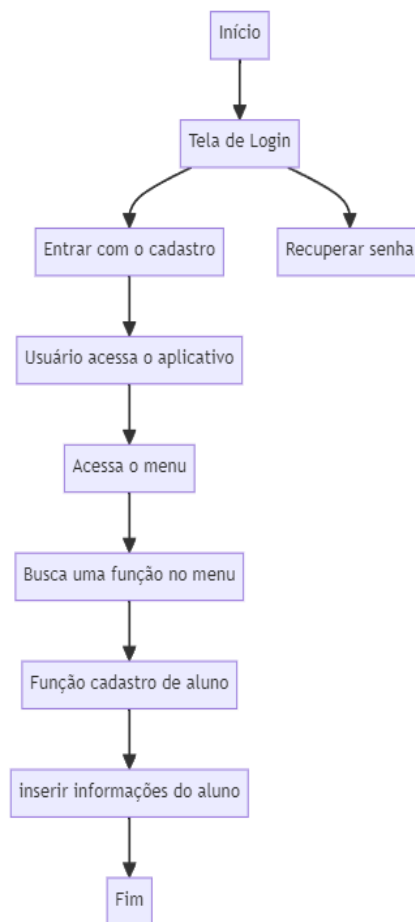 Início
Tela de Login
Entrar com o cadastro
Recuperar senha
Usuário acessa o aplicativo
Acessa o menu
Busca uma função no menu
Função cadastro de aluno
inserir informações do aluno
Fim